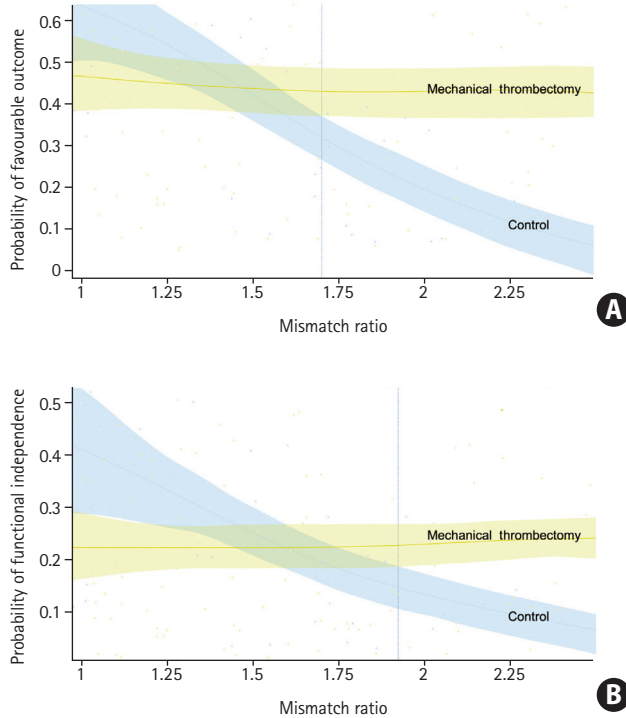 Probability of favourable outcome
0.6
0.5
0.4
0.3
0.2
0.1
0
Mechanical thrombectomy
Control
1 1.25 1.5 1.75 2 2.25
Mismatch ratio
A
Probability of functional independence
0.5
0.4
0.3
0.2
0.1
Mechanical thrombectomy
Control
1 1.25 1.5 1.75 2 2.25
Mismatch ratio
B